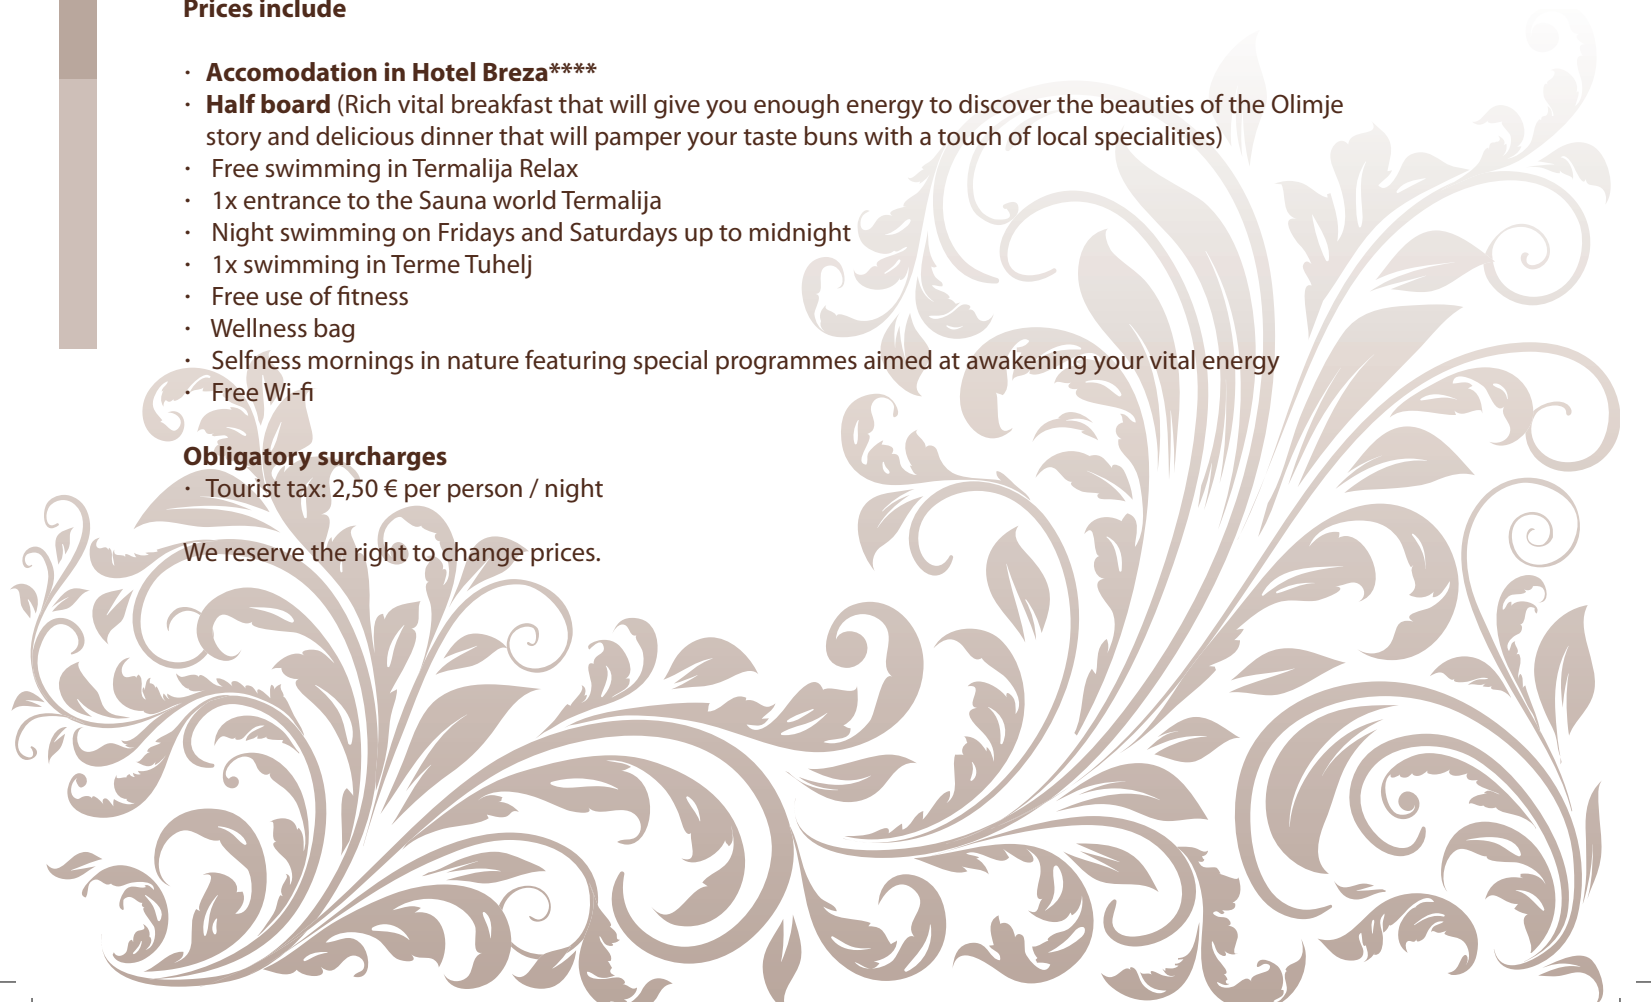 Prices include
· Accomodation in Hotel Breza****
· Half board (Rich vital breakfast that will give you enough energy to discover the beauties of the Olimje
story and delicious dinner that will pamper your taste buns with a touch of local specialities)
· Free swimming in Termalija Relax
· 1x entrance to the Sauna world Termalija
· Night swimming on Fridays and Saturdays up to midnight
· 1x swimming in Terme Tuhelj
· Free use of fitness
· Wellness bag
· Selfness mornings in nature featuring special programmes aimed at awakening your vital energy
· Free Wi-fi
Obligatory surcharges
· Tourist tax: 2,50 € per person / night
We reserve the right to change prices.